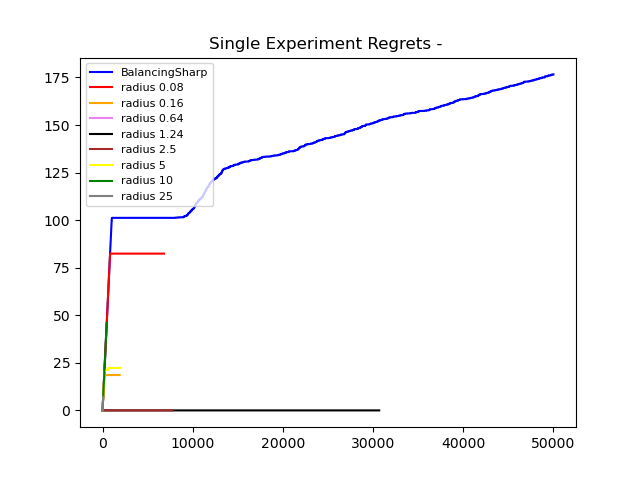 Single Experiment Regrets -
BalancingSharp
radius 0.08
radius 0.16
radius 0.64
radius 1.24
radius 2.5
radius 5
radius 10
radius 25
175
150
125
100
75
50
25
0
0 10000 20000 30000 40000 50000